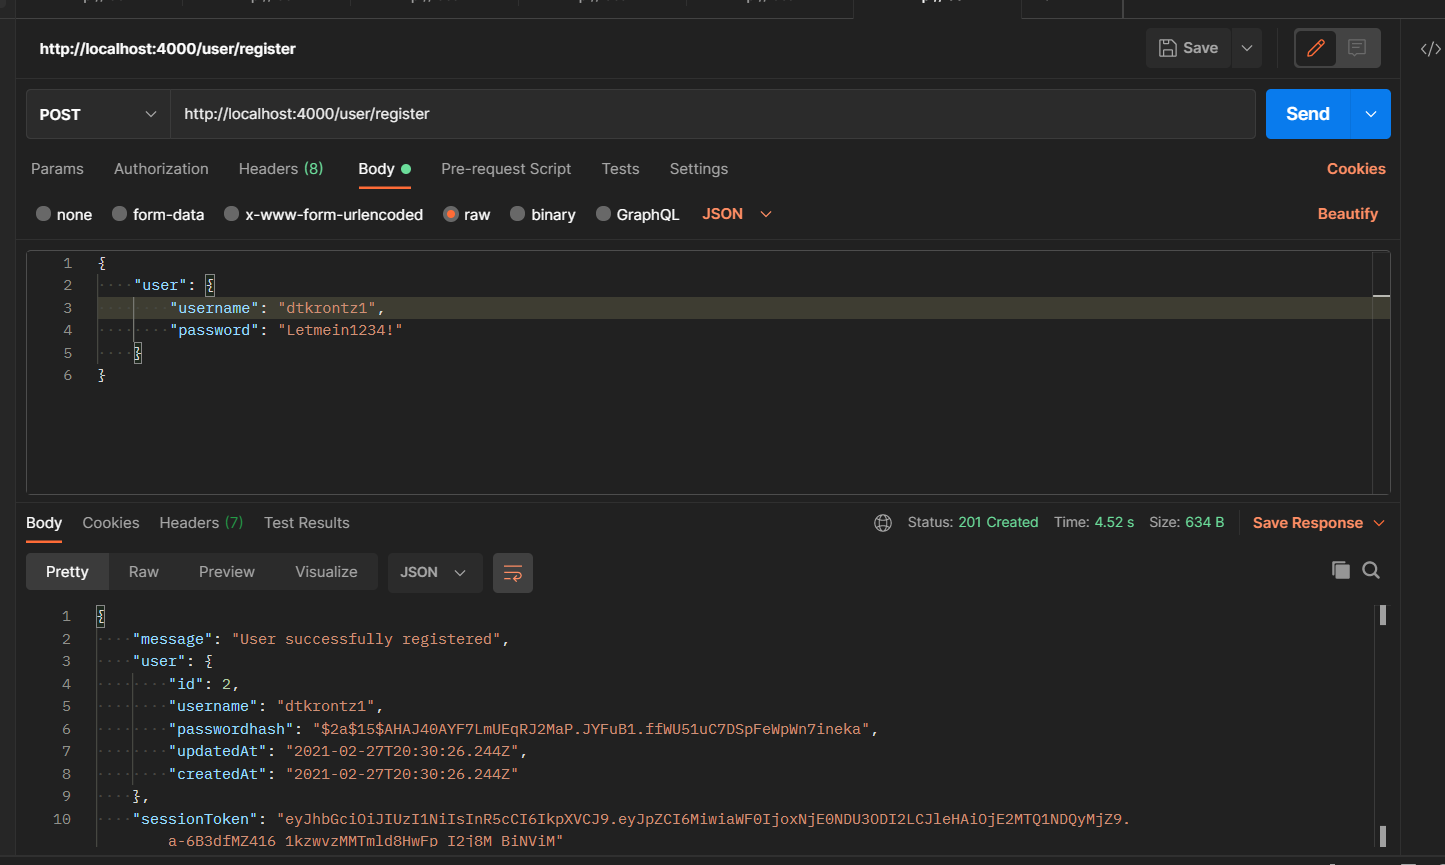 http://localhost:4000/user/register
Save
POST
http://localhost:4000/user/register
Send
Params Authorization Headers (8) Body Pre-request Script Tests Settings Cookies
none form-data x-www-form-urlencoded raw binary GraphQL JSON Beautify
1 {
2 "user": {
3 "username": "dtkrontz1",
4 "password": "Letmein1234!"
5 }
6 }
Body Cookies Headers (7) Test Results Status: 201 Created Time: 4.52 s Size: 634 B Save Response
Pretty Raw Preview Visualize JSON
1 {
2 "message": "User successfully registered",
3 "user": {
4 "id": 2,
5 "username": "dtkrontz1",
6 "passwordhash": "$2a$15$AHAJ40AYF7LmUEqRJ2MaP.JYFuB1.ffWU51uC7DSpFeWpWn7ineka",
7 "updatedAt": "2021-02-27T20:30:26.244Z",
8 "createdAt": "2021-02-27T20:30:26.244Z"
9 },
10 "sessionToken": "eyJhbGciOiJIUzI1NiIsInR5cCI6IkpXVCJ9.eyJpZCI6MiwiaWF0IjoxNjE0NDU3ODI2LCJleHAiOjE2MTQ1NDQyMjZ9.
a-6B3dfMZ416_1kzwvzMMTmld8HwFp_I2j8M_BiNViM"